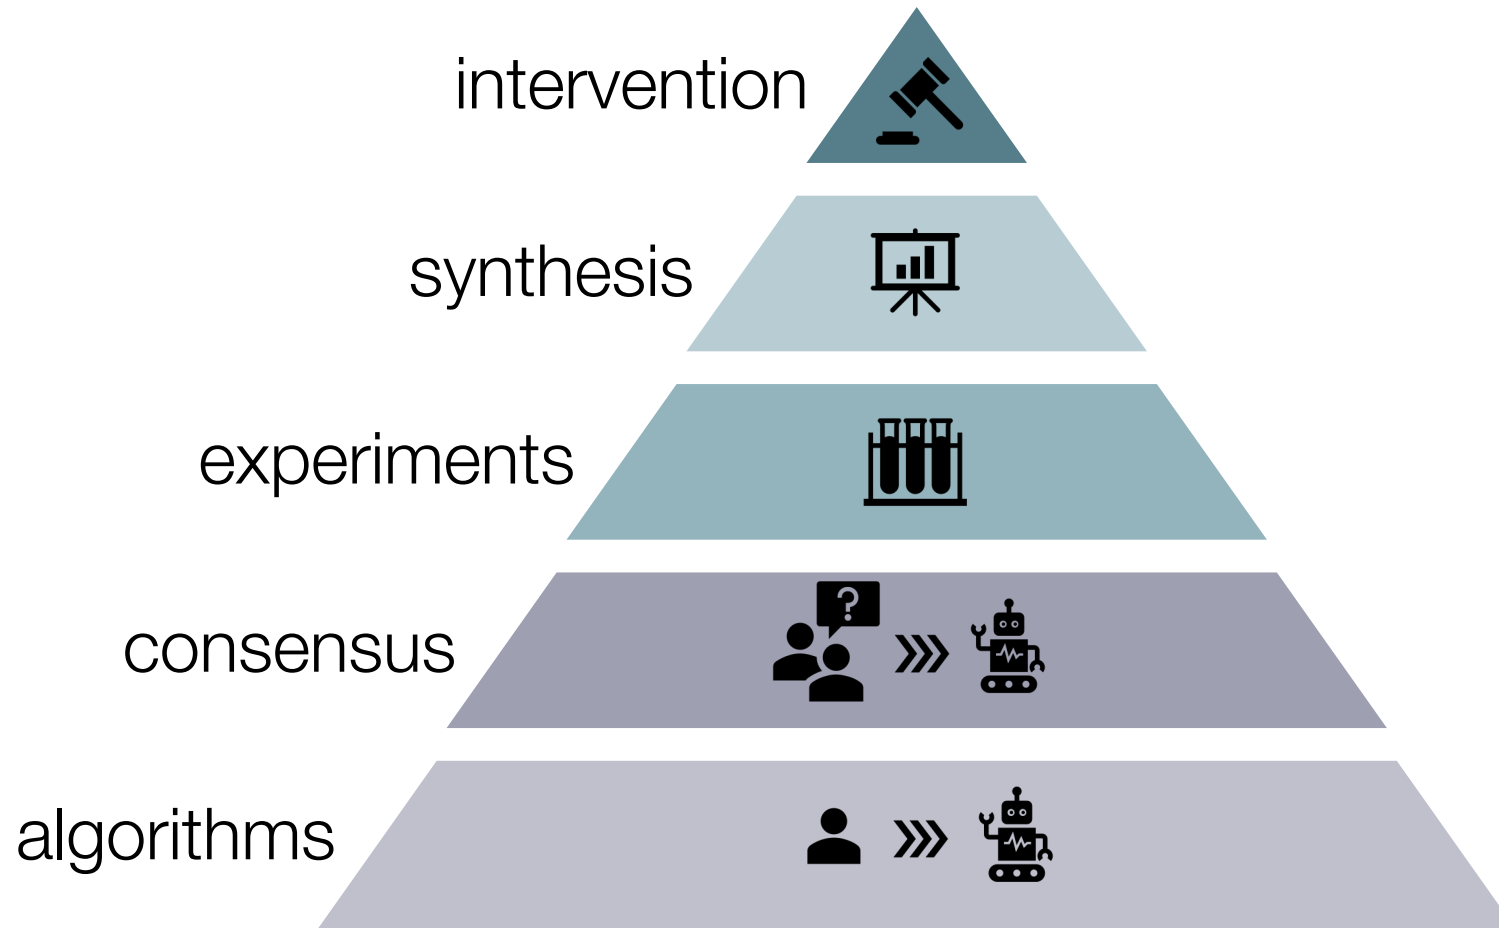 intervention
synthesis
experiments
consensus
?
algorithms